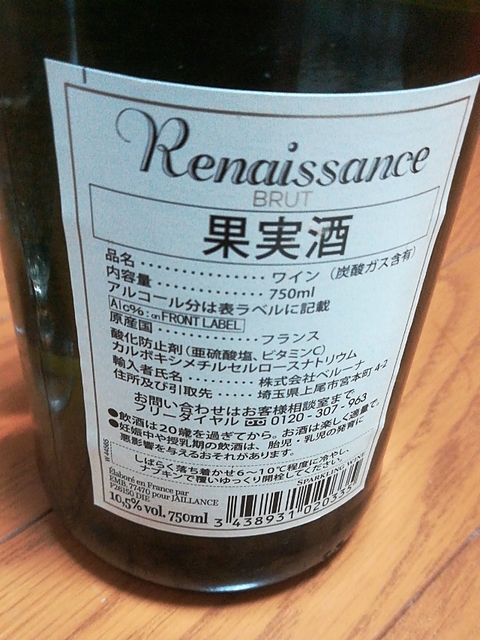 Renaissance
BRUT
果実酒
品名・・・・・・・・・・・・ワイン（炭酸ガス含有）
内容量・・・・・・・・・・・・750ml
アルコール分は表ラベルに記載
Alc%: on FRONT LABEL
原産国・・・・・・・・・・・・フランス
酸化防止剤（亜硫酸塩、ビタミンC）
カルボキシメチルセルロースナトリウム
輸入者氏名・・・・・・・・株式会社ベルーナ
住所及び引取先・・・・埼玉県上尾市宮本町4-2
お問い合わせはお客様相談室まで
フリーダイヤル 0120-307-963
●飲酒は20歳を過ぎてから。お酒は楽しく適量で。
●妊娠中や授乳期の飲酒は、胎児・乳児の発育に
悪影響を与えるおそれがあります。
しばらく落ち着かせ6～10℃程度に冷やし、
ナプキンで覆いゆっくり開栓してください。
SPARKLING WINE
Élaboré en France par
EMB 77470 pour JAILLANCE
F26150 DIE
10,5%vol. 750ml
3 438931 020335